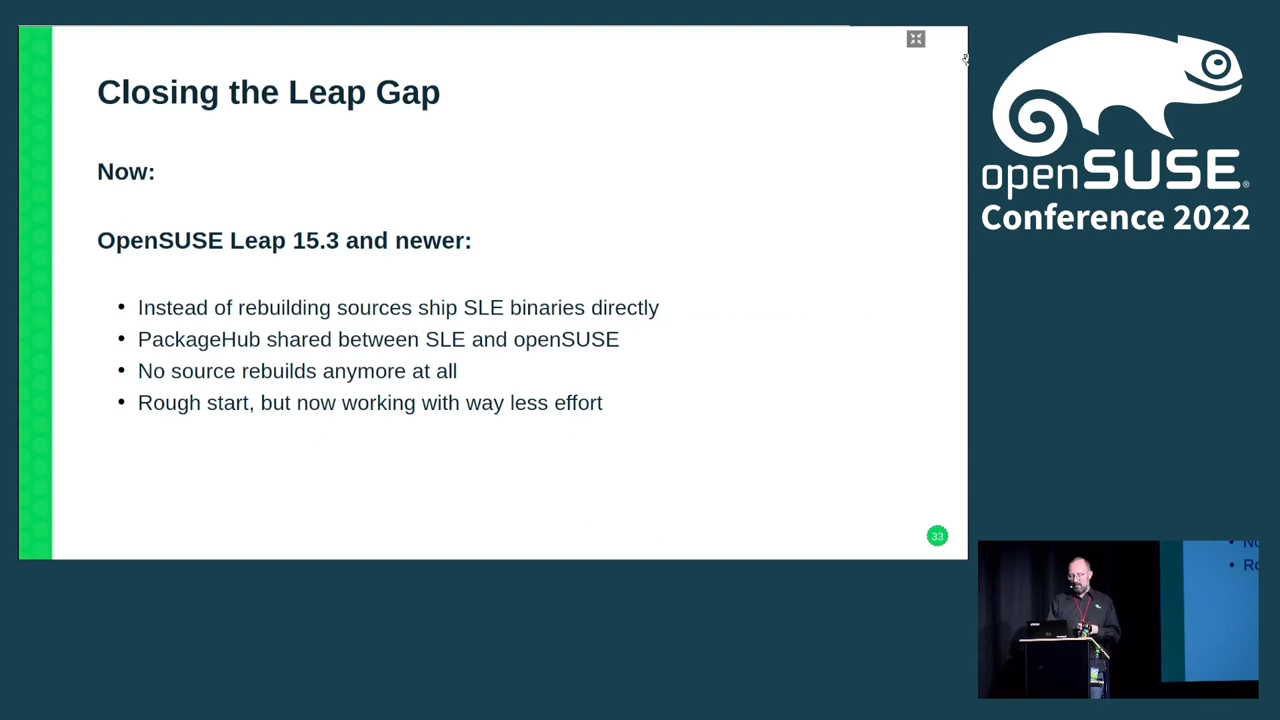 Closing the Leap Gap
Now:
OpenSUSE Leap 15.3 and newer:
• Instead of rebuilding sources ship SLE binaries directly
• PackageHub shared between SLE and openSUSE
• No source rebuilds anymore at all
• Rough start, but now working with way less effort
33
openSUSE®
Conference 2022
• No
• Ro